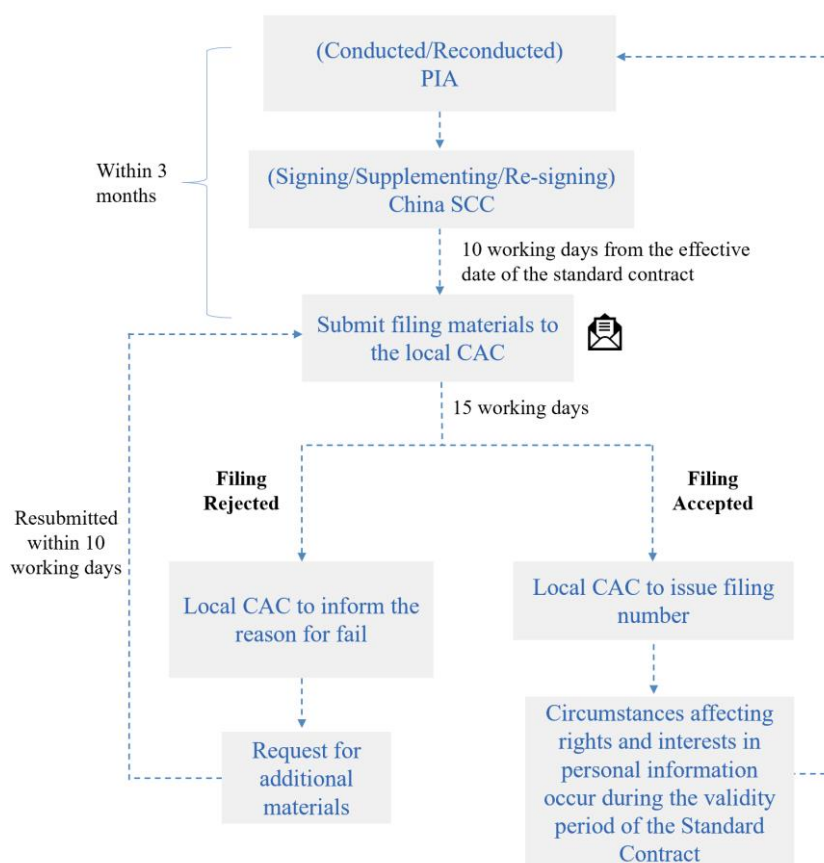 (Conducted/Reconducted)
PIA
Within 3
months
(Signing/Supplementing/Re-signing)
China SCC
10 working days from the effective
date of the standard contract
Submit filing materials to
the local CAC
15 working days
Filing
Rejected
Filing
Accepted
Resubmitted
within 10
working days
Local CAC to inform the
reason for fail
Local CAC to issue filing
number
Request for
additional
materials
Circumstances affecting
rights and interests in
personal information
occur during the validity
period of the Standard
Contract